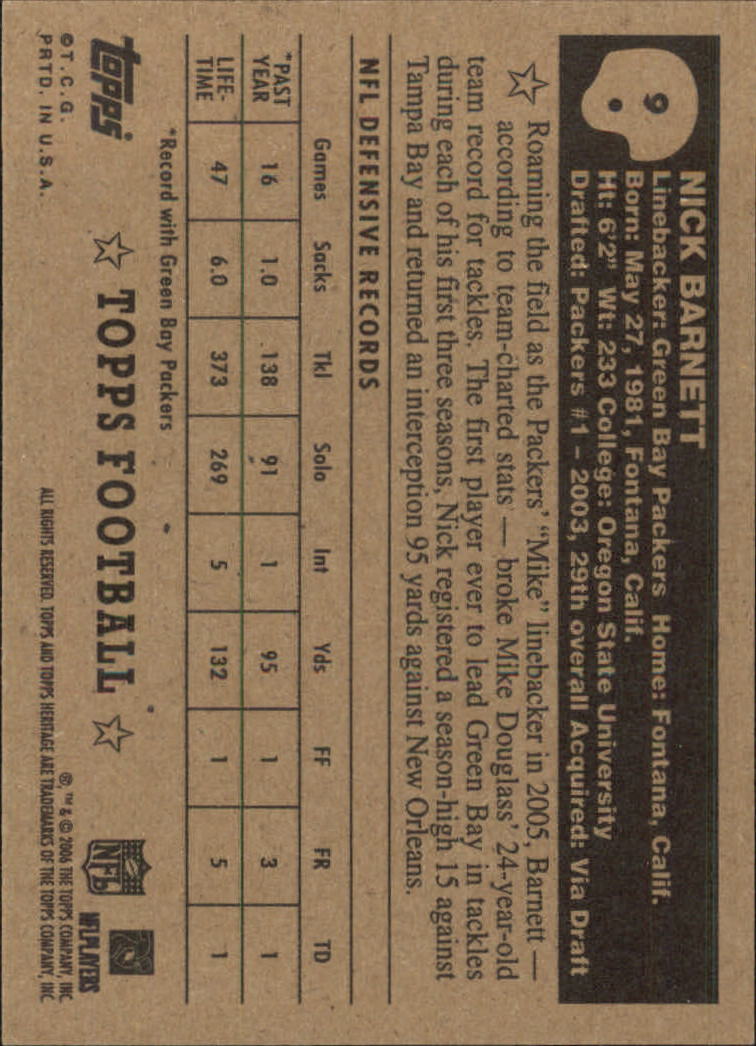 9
NICK BARNETT
Linebacker: Green Bay Packers Home: Fontana, Calif.
Born: May 27, 1981, Fontana, Calif.
Ht: 6'2" Wt: 233 College: Oregon State University
Drafted: Packers #1 – 2003, 29th overall Acquired: Via Draft
Roaming the field as the Packers' "Mike" linebacker in 2005, Barnett —
according to team-charted stats — broke Mike Douglass' 24-year-old
team record for tackles. The first player ever to lead Green Bay in tackles
during each of his first three seasons, Nick registered a season-high 15 against
Tampa Bay and returned an interception 95 yards against New Orleans.
NFL DEFENSIVE RECORDS
Games Sacks Tkl Solo Int Yds FF FR TD
*PAST YEAR 16 1.0 138 91 1 95 1 3 1
LIFE-TIME 47 6.0 373 269 5 132 1 5 1
*Record with Green Bay Packers
topps
TOPPS FOOTBALL
NFL
NFLPLAYERS
©T.C.G.
PRTD. IN U.S.A.
®, ™ & © 2006 THE TOPPS COMPANY, INC
ALL RIGHTS RESERVED. TOPPS AND TOPPS HERITAGE ARE TRADEMARKS OF THE TOPPS COMPANY, INC